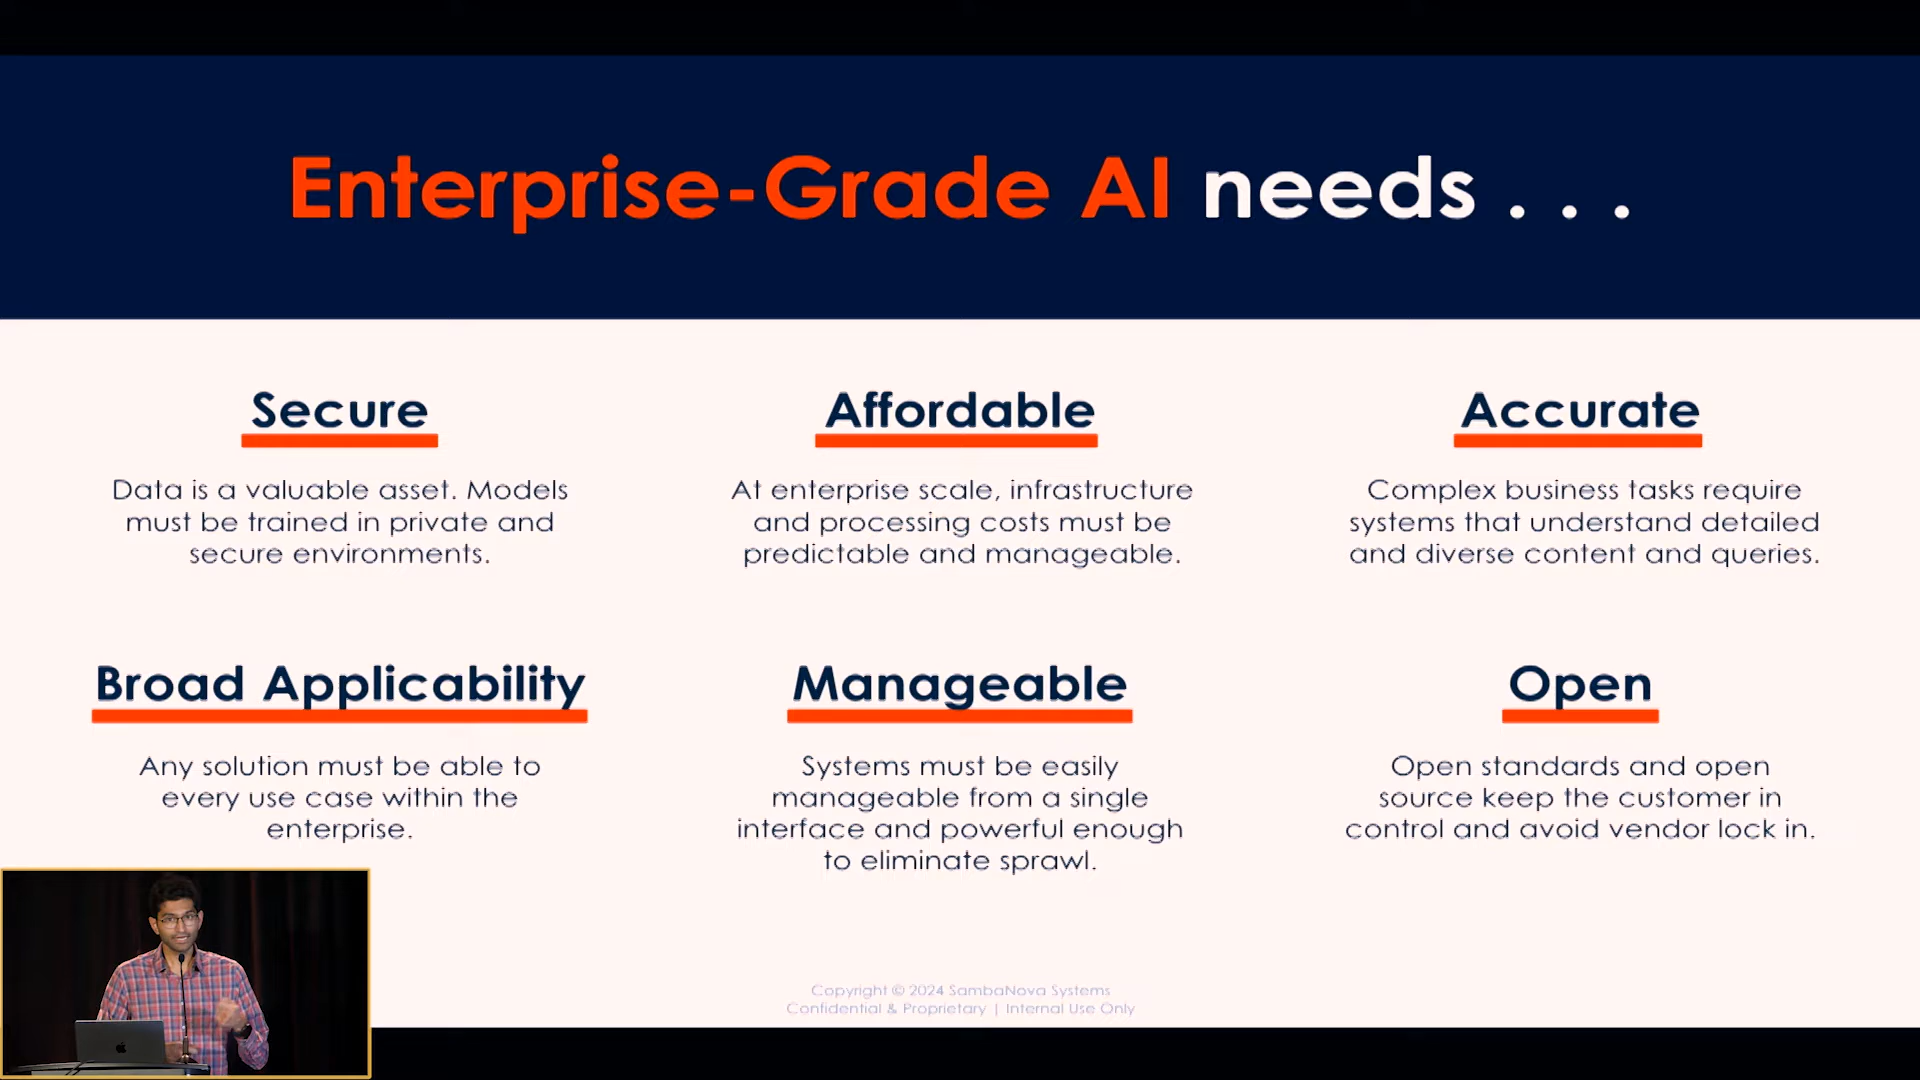 Enterprise-Grade AI needs . . .
Secure
Data is a valuable asset. Models
must be trained in private and
secure environments.
Affordable
At enterprise scale, infrastructure
and processing costs must be
predictable and manageable.
Accurate
Complex business tasks require
systems that understand detailed
and diverse content and queries.
Broad Applicability
Any solution must be able to
every use case within the
enterprise.
Manageable
Systems must be easily
manageable from a single
interface and powerful enough
to eliminate sprawl.
Open
Open standards and open
source keep the customer in
control and avoid vendor lock in.
Copyright © 2024 SambaNova Systems
Confidential & Proprietary | Internal Use Only